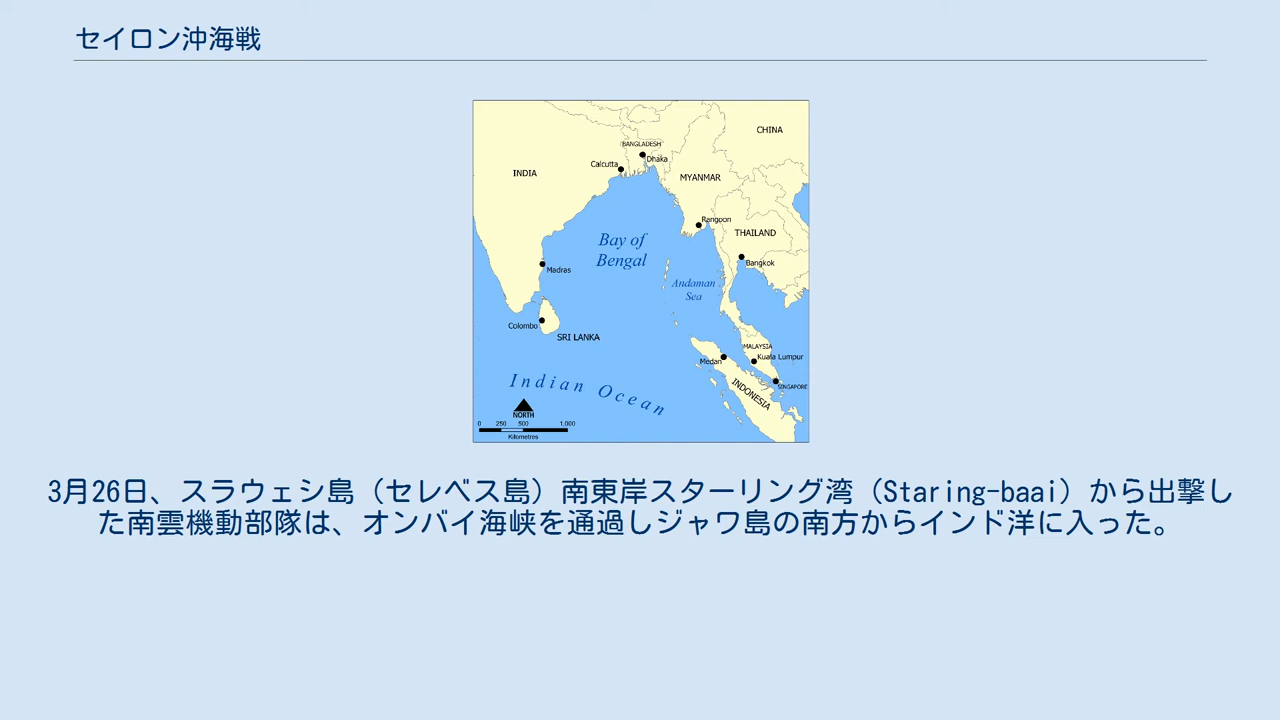 セイロン沖海戦
CHINA
BANGLADESH
Dhaka
Calcutta
INDIA
MYANMAR
Rangoon
THAILAND
Bay of
Bengal
Bangkok
Madras
Andaman
Sea
Colombo
SRI LANKA
MALAYSIA
Kuala Lumpur
Medan
Indian Ocean
INDONESIA
SINGAPORE
NORTH
0 250 500 1,000
Kilometres
3月26日、スラウェシ島（セレベス島）南東岸スターリング湾（Staring-baai）から出撃し
た南雲機動部隊は、オンバイ海峡を通過しジャワ島の南方からインド洋に入った。